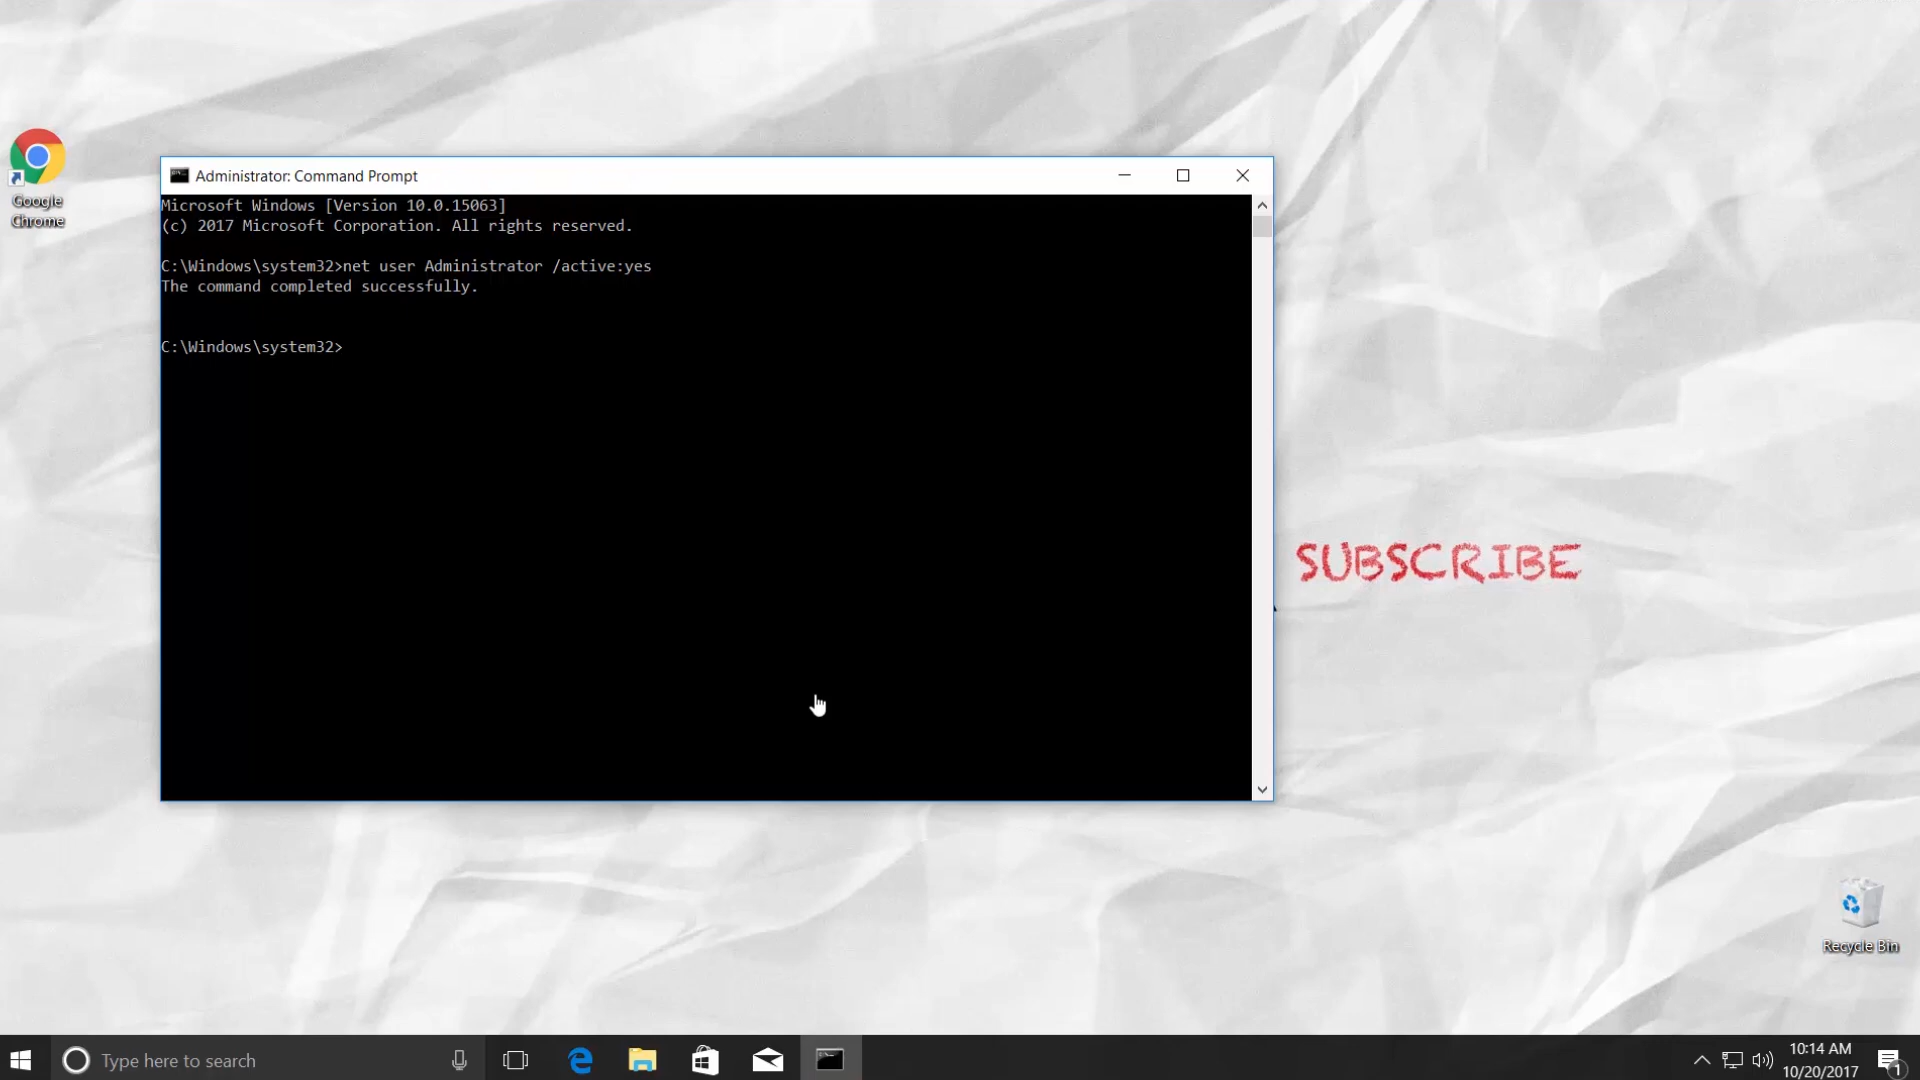 Google
Chrome
Administrator: Command Prompt
Microsoft Windows [Version 10.0.15063]
(c) 2017 Microsoft Corporation. All rights reserved.
C:\Windows\system32>net user Administrator /active:yes
The command completed successfully.
C:\Windows\system32>
SUBSCRIBE
Recycle Bin
Type here to search
10:14 AM
10/20/2017
1